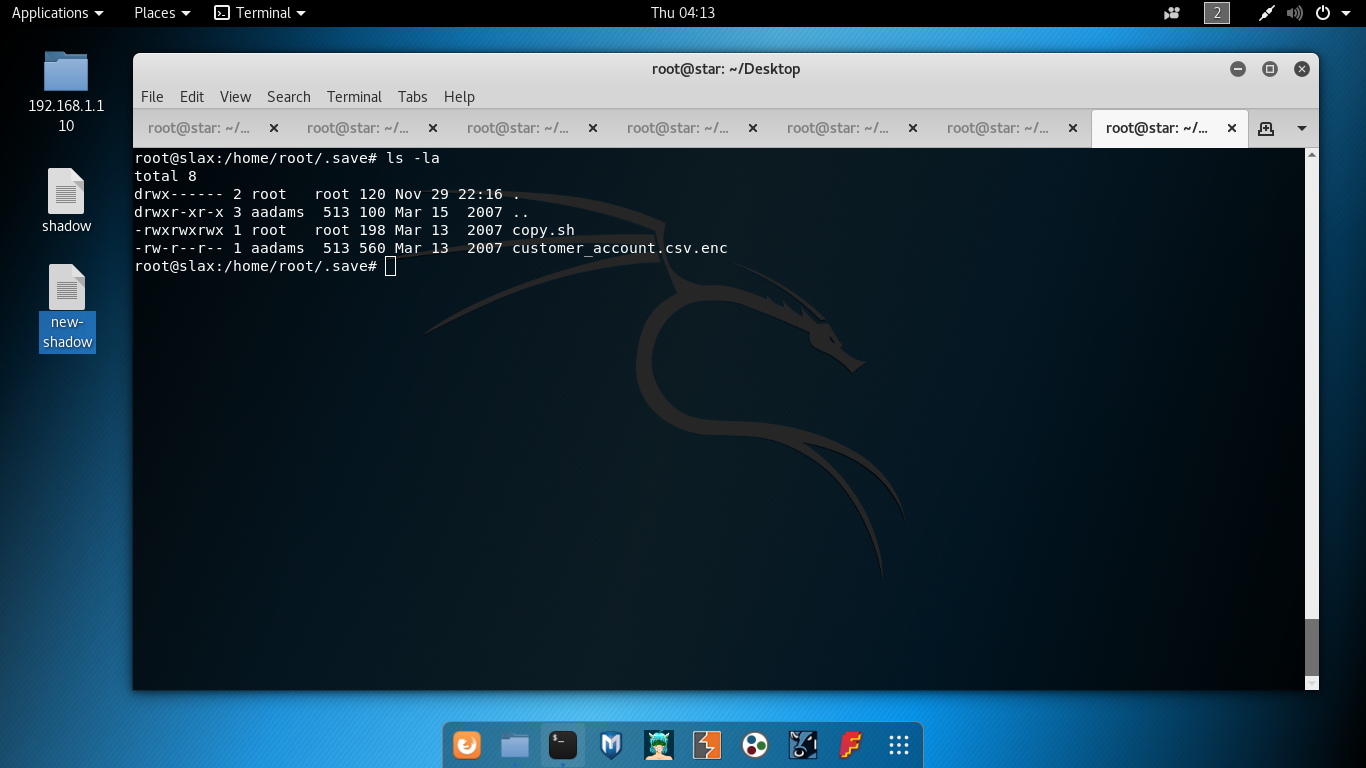 Applications Places Terminal Thu 04:13 2
192.168.1.1
10
shadow
new-
shadow
root@star: ~/Desktop
File Edit View Search Terminal Tabs Help
root@star: ~/... root@star: ~/... root@star: ~/... root@star: ~/... root@star: ~/... root@star: ~/... root@star: ~/...
root@slax:/home/root/.save# ls -la
total 8
drwx------ 2 root   root 120 Nov 29 22:16 .
drwxr-xr-x 3 aadams  513 100 Mar 15  2007 ..
-rwxrwxrwx 1 root   root 198 Mar 13  2007 copy.sh
-rw-r--r-- 1 aadams  513 560 Mar 13  2007 customer_account.csv.enc
root@slax:/home/root/.save#